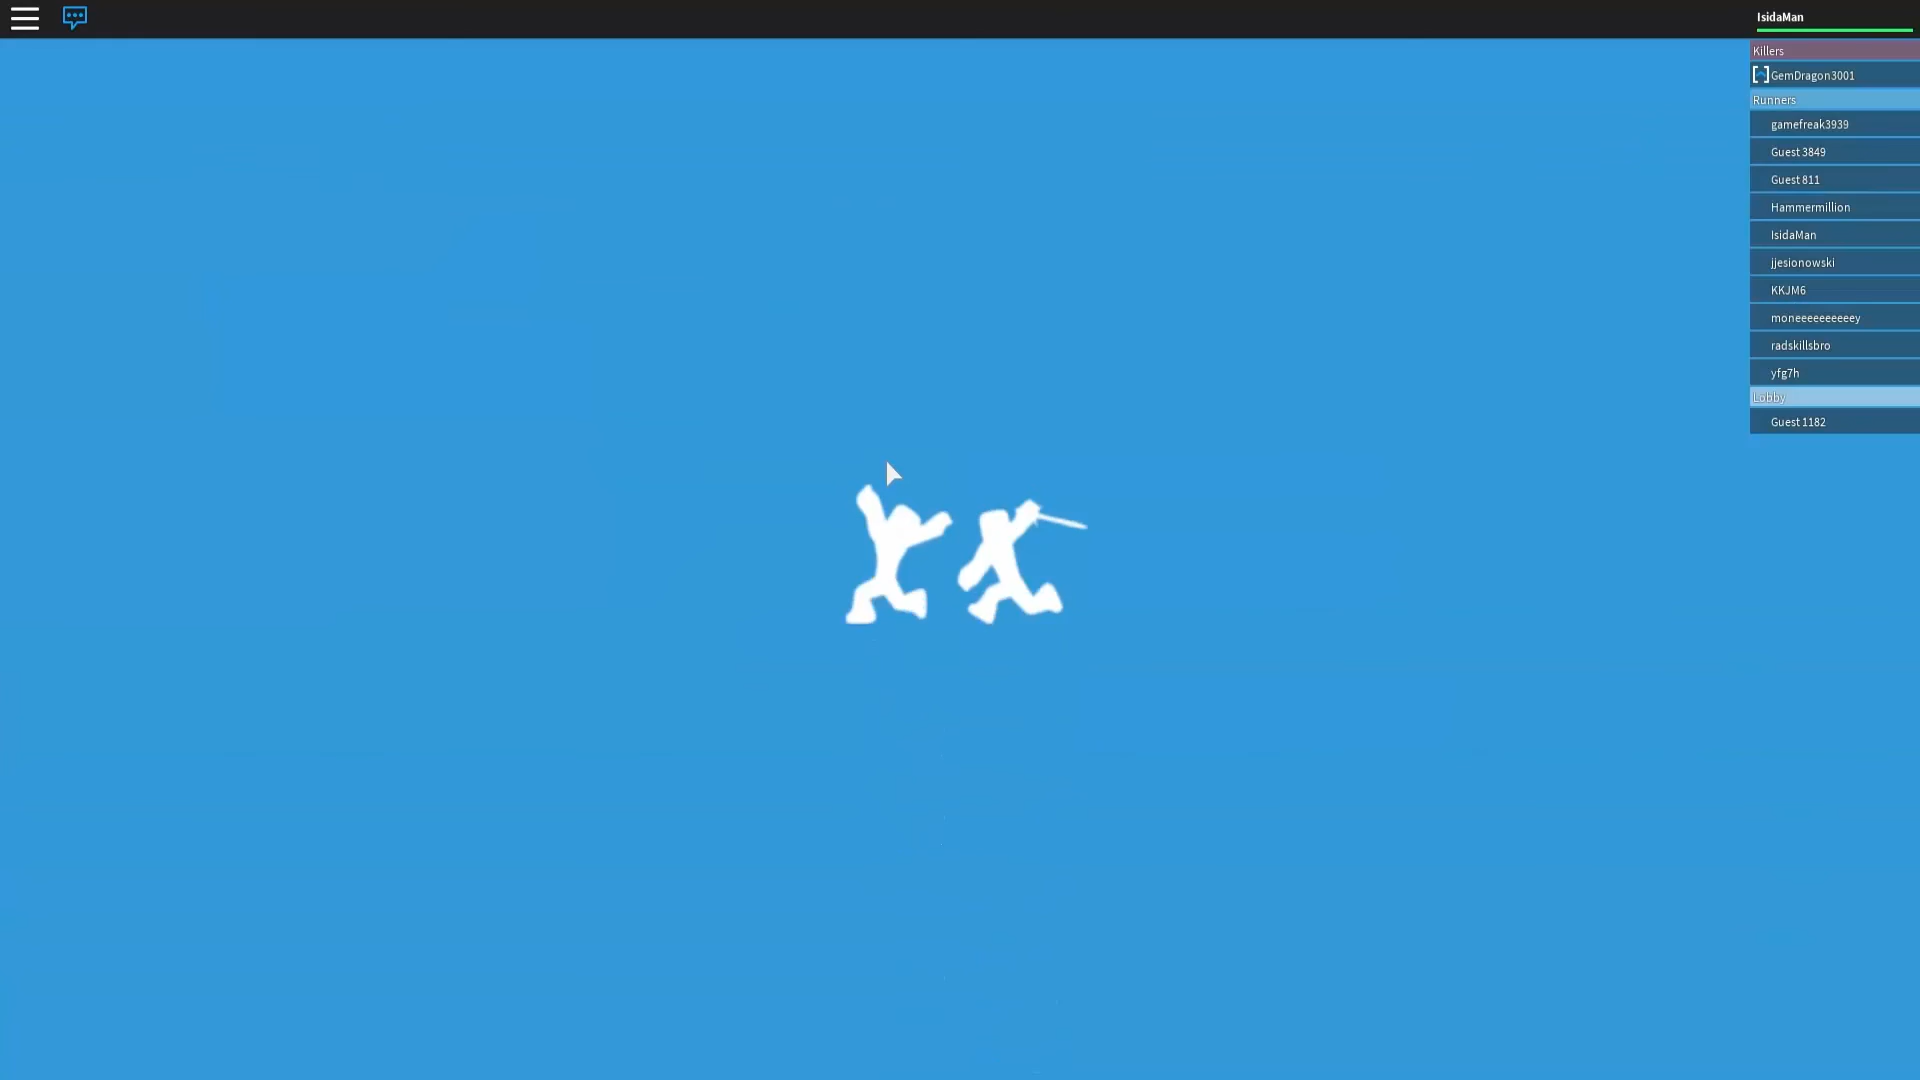 IsidaMan
Killers
GemDragon3001
Runners
gamefreak3939
Guest 3849
Guest 811
Hammermillion
IsidaMan
jjesionowski
KKJM6
moneeeeeeeeeey
radskillsbro
yfg7h
Lobby
Guest 1182